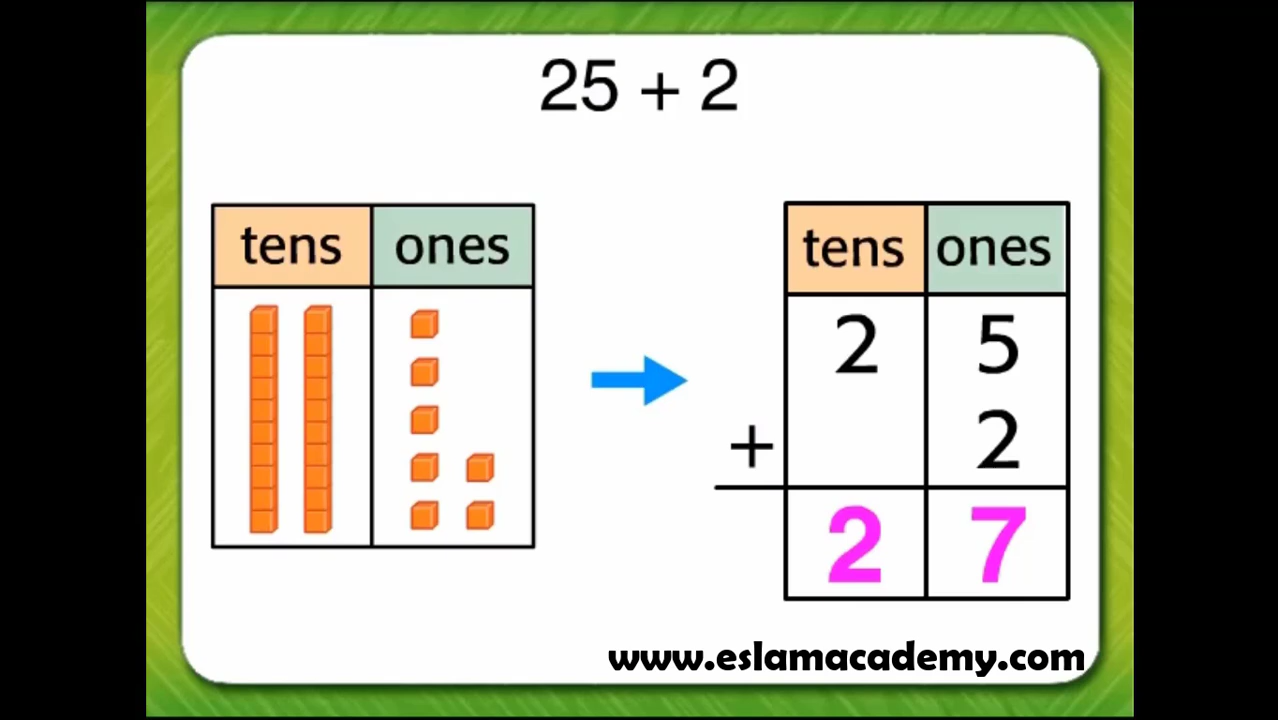 25 + 2
tens ones
tens ones
2 5
+ 2
2 7
www.eslamacademy.com